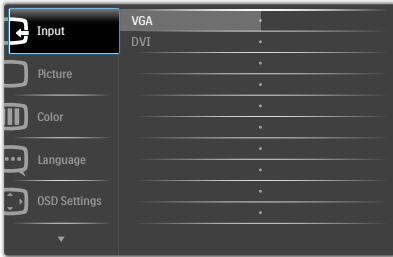 Input
VGA
DVI
Picture
Color
Language
OSD Settings